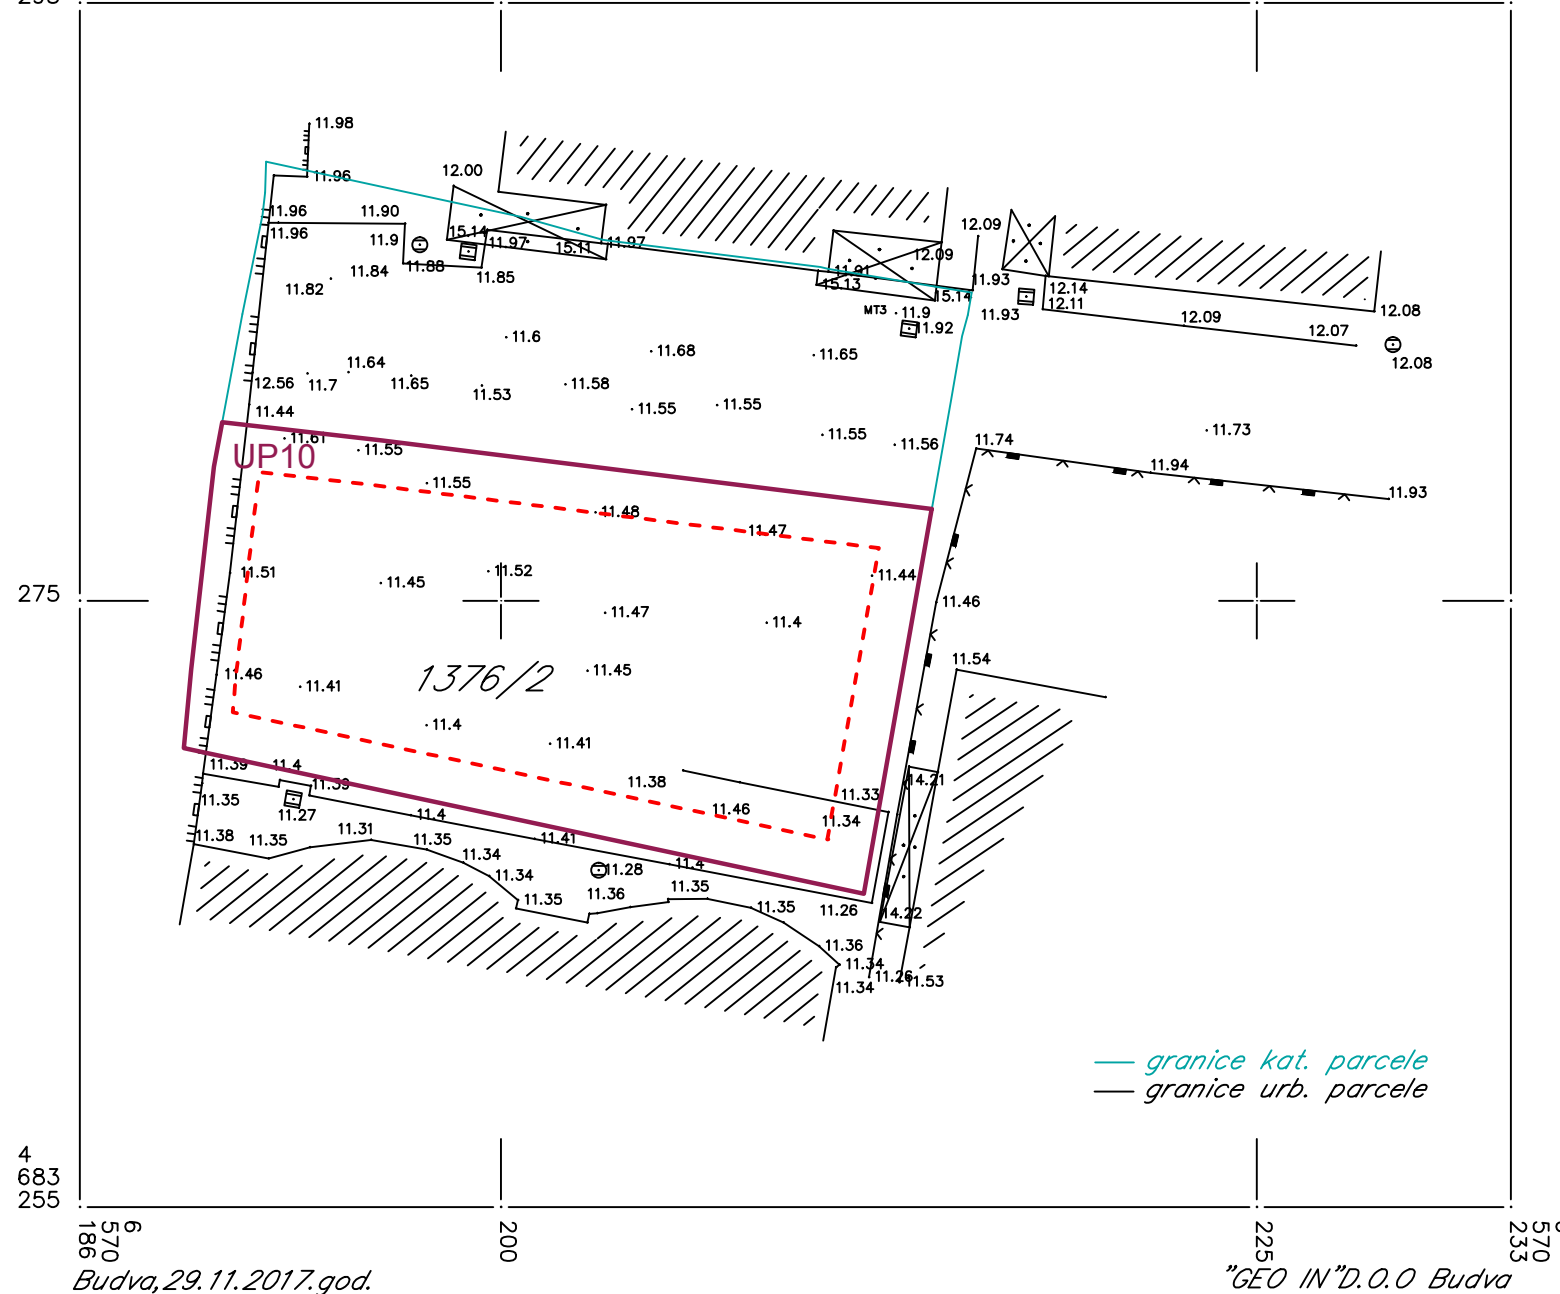 11.98
12.00
11.96
11.96 11.90
11.96 11.9 15.14 11.97 15.11 11.97 12.09 12.09
11.84 11.88 11.85 11.91 11.93
11.82 15.13 15.14 12.14
MT3 11.9 11.93 12.11 12.08
11.92 12.09 12.07
11.6 11.68 11.65 12.08
11.64
12.56 11.7 11.65 11.53 11.58
11.44 11.55 11.55
11.61 11.55 11.55 11.56 11.74 11.73
UP10
11.94
11.55 11.93
11.48 11.47
11.51 11.45 11.52 11.44
275 11.47 11.4 11.46
11.46 11.41 1376/2 11.45 11.54
11.4 11.41
11.39 11.4 11.39 11.38 14.21
11.35 11.27 11.4 11.46 11.33
11.34
11.38 11.35 11.31 11.35 11.41
11.34 11.28 11.4
11.34 11.36 11.35
11.35 11.35 11.26 14.22
11.36
11.34
11.34 11.26 11.53
granice kat. parcele
granice urb. parcele
4
683
255
6
570
186
200
225
570
233
Budva,29.11.2017.god.
"GEO IN"D.O.O Budva